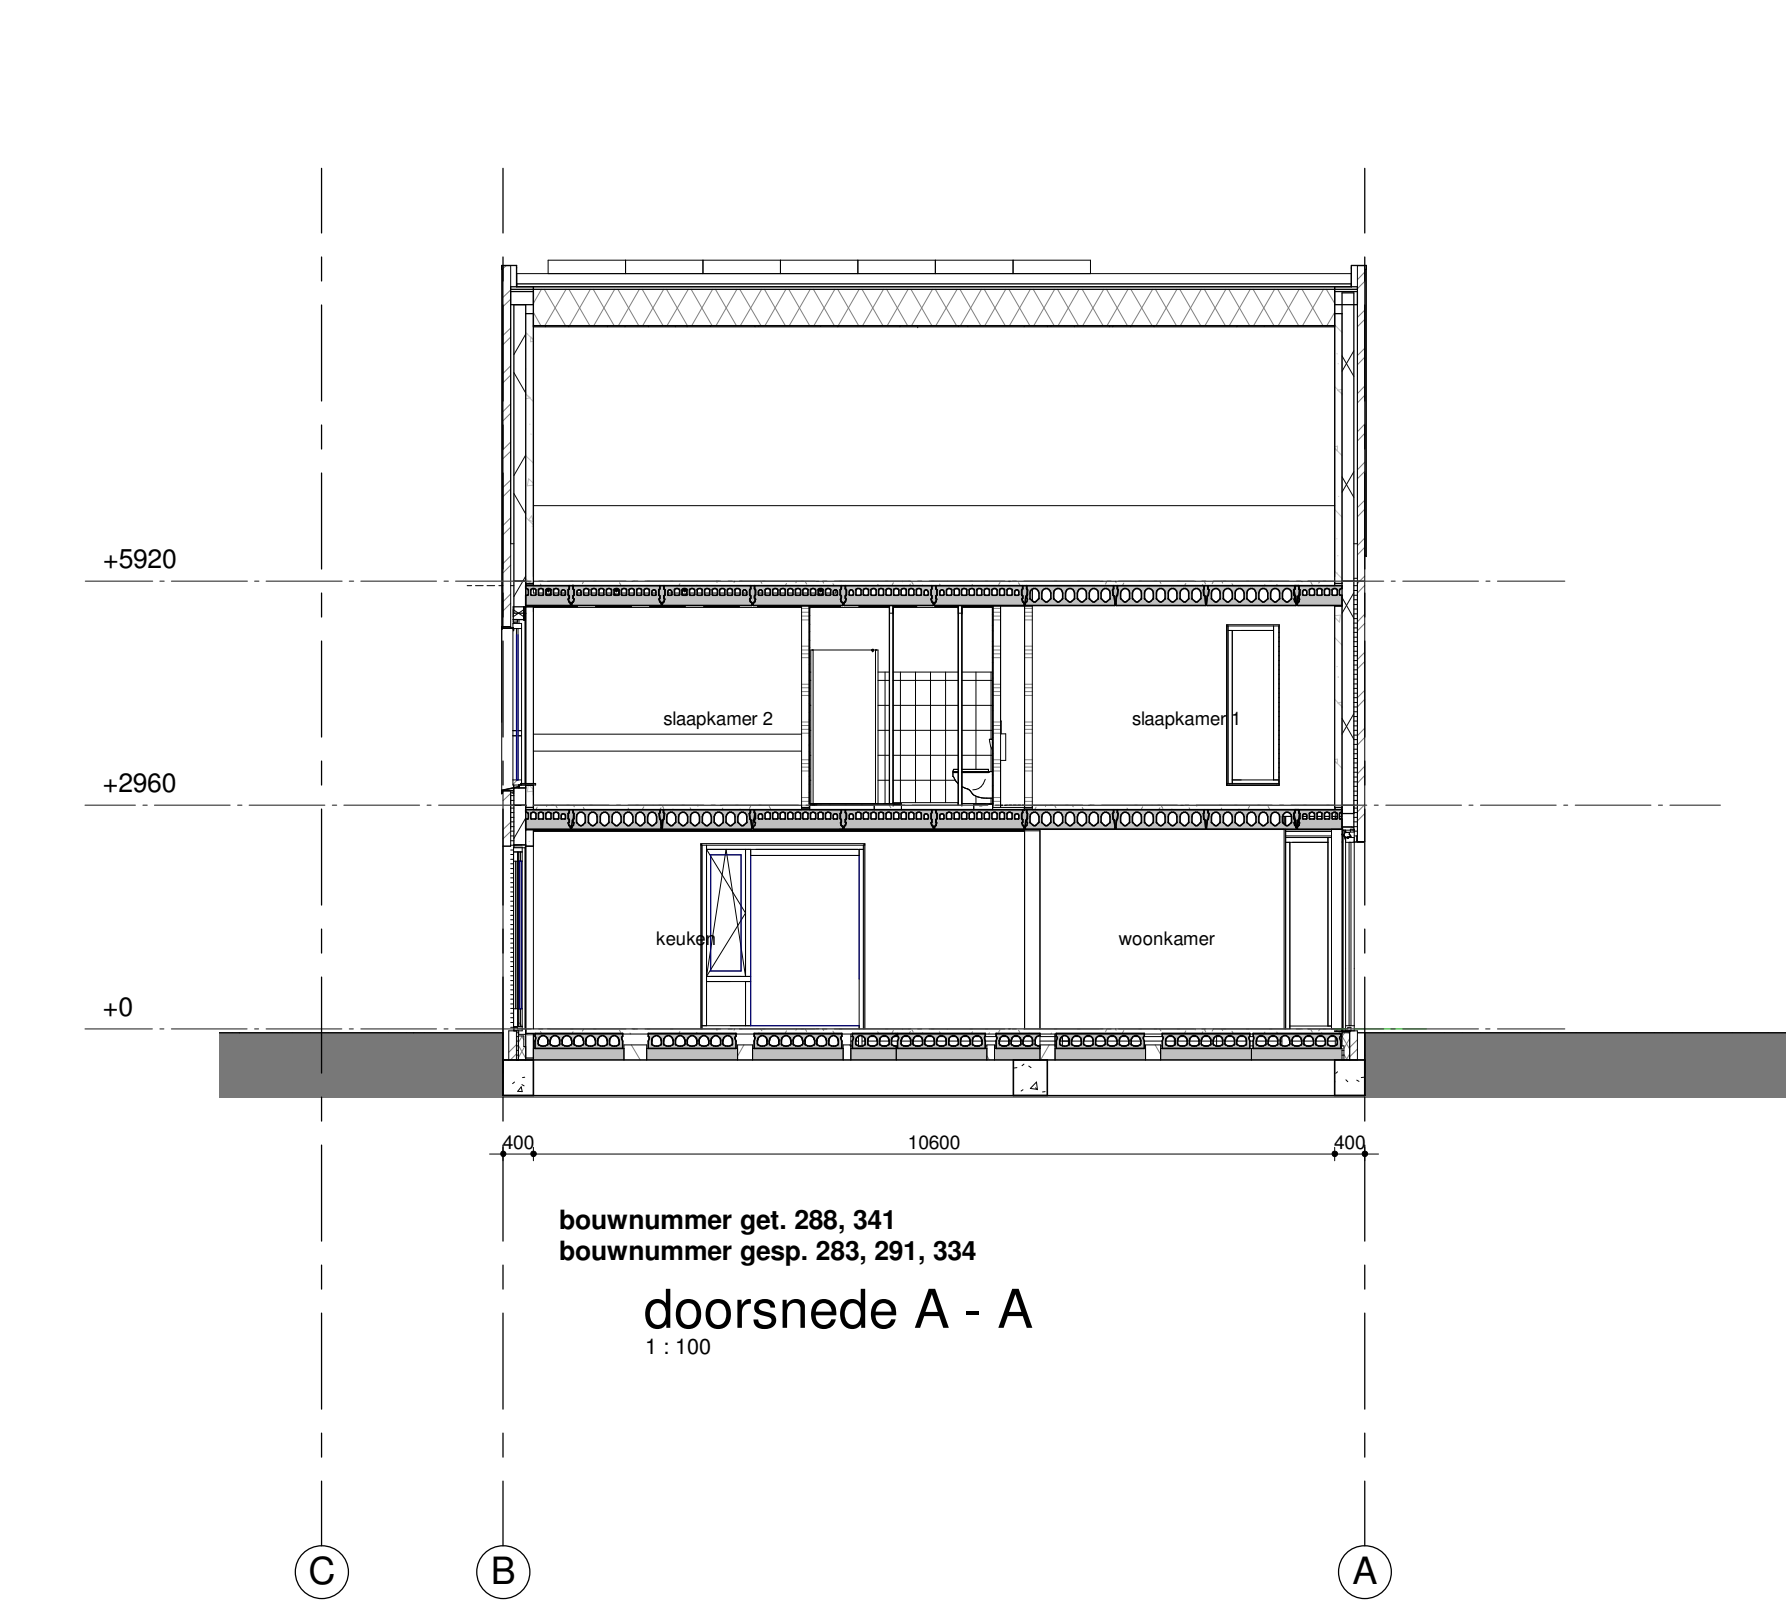 +5920
slaapkamer 2
slaapkamer 1
+2960
keuken
woonkamer
+0
400
10600
400
bouwnummer get. 288, 341
bouwnummer gesp. 283, 291, 334
doorsnede A - A
1 : 100
C
B
A